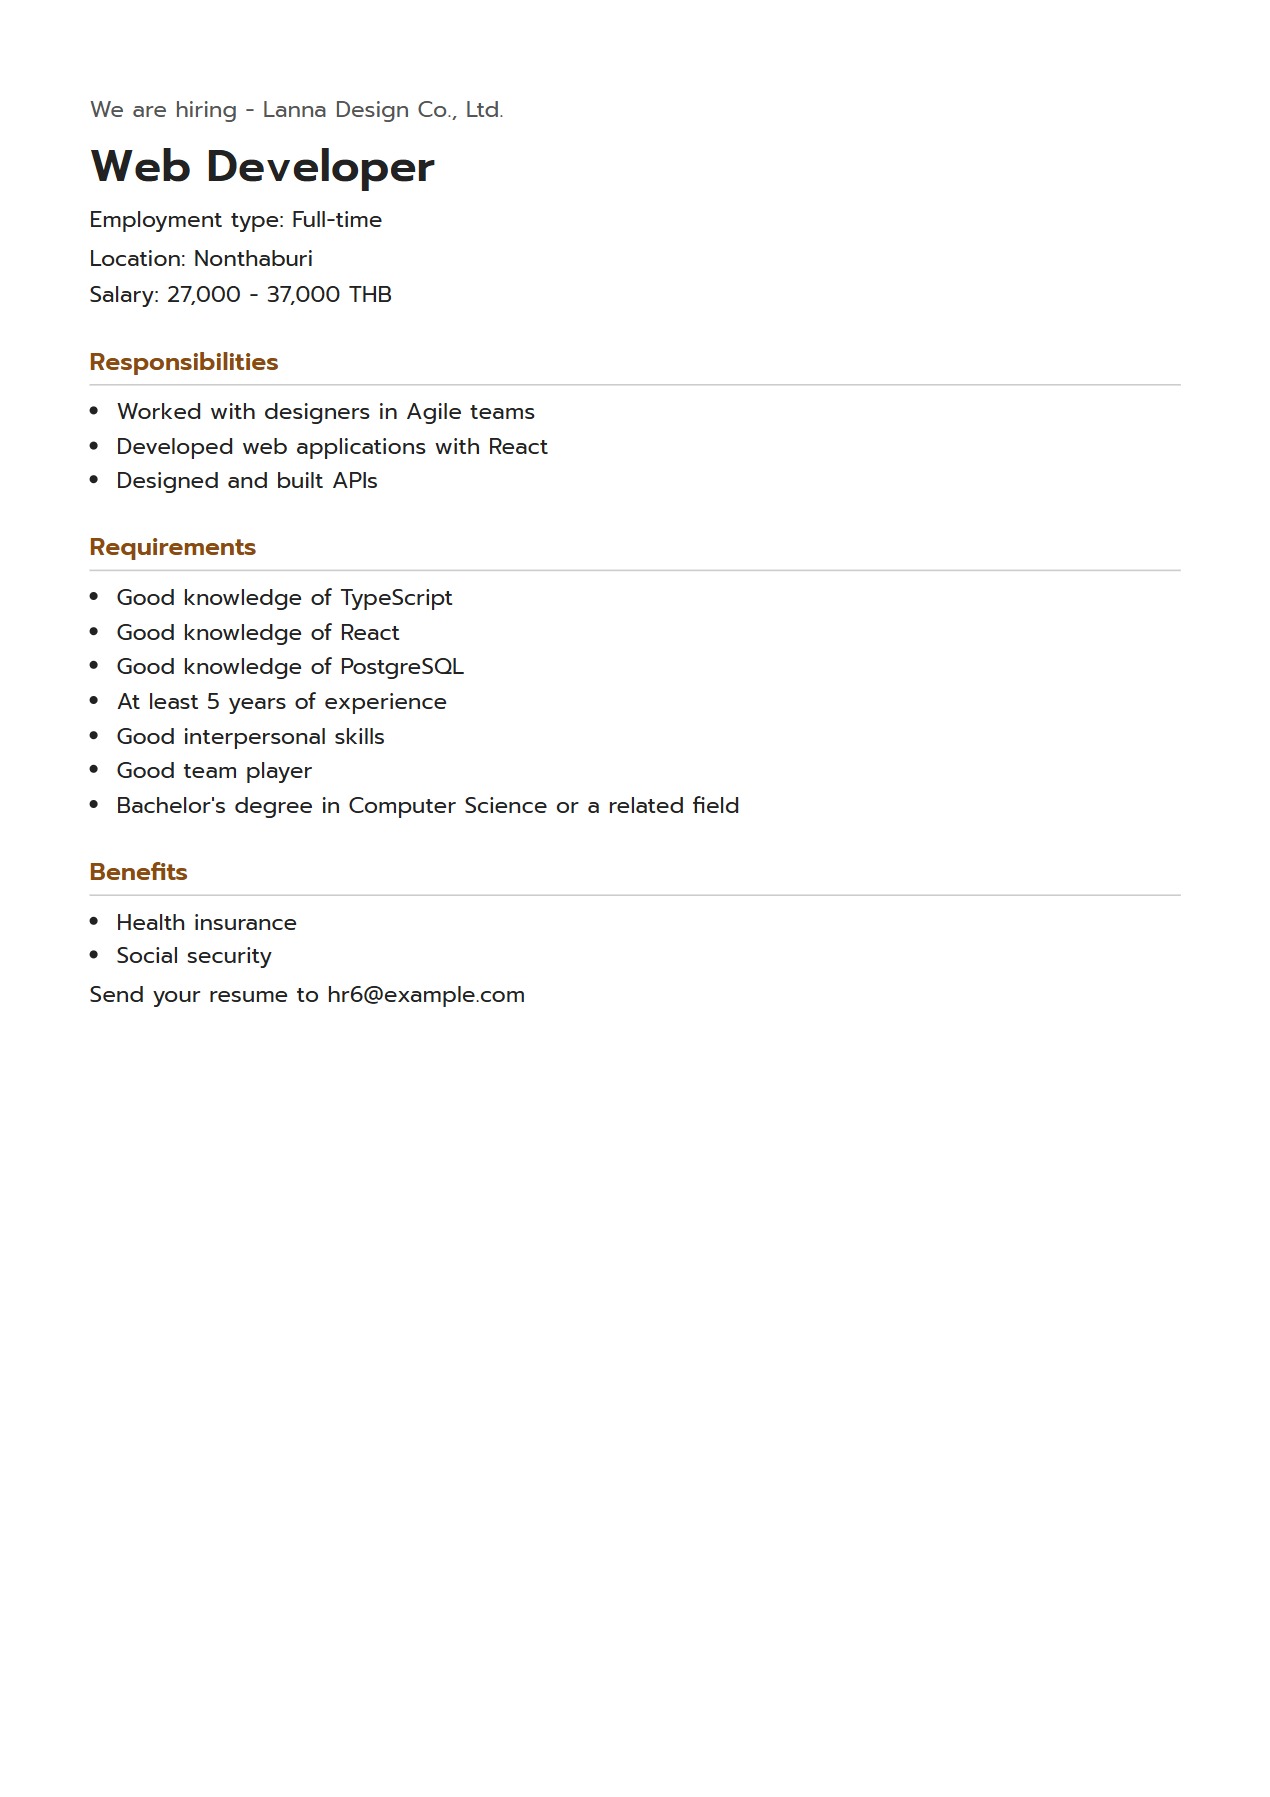 We are hiring - Lanna Design Co., Ltd.
Web Developer
Employment type: Full-time
Location: Nonthaburi
Salary: 27,000 - 37,000 THB
Responsibilities
• Worked with designers in Agile teams
• Developed web applications with React
• Designed and built APIs
Requirements
• Good knowledge of TypeScript
• Good knowledge of React
• Good knowledge of PostgreSQL
• At least 5 years of experience
• Good interpersonal skills
• Good team player
• Bachelor's degree in Computer Science or a related field
Benefits
• Health insurance
• Social security
Send your resume to hr6@example.com